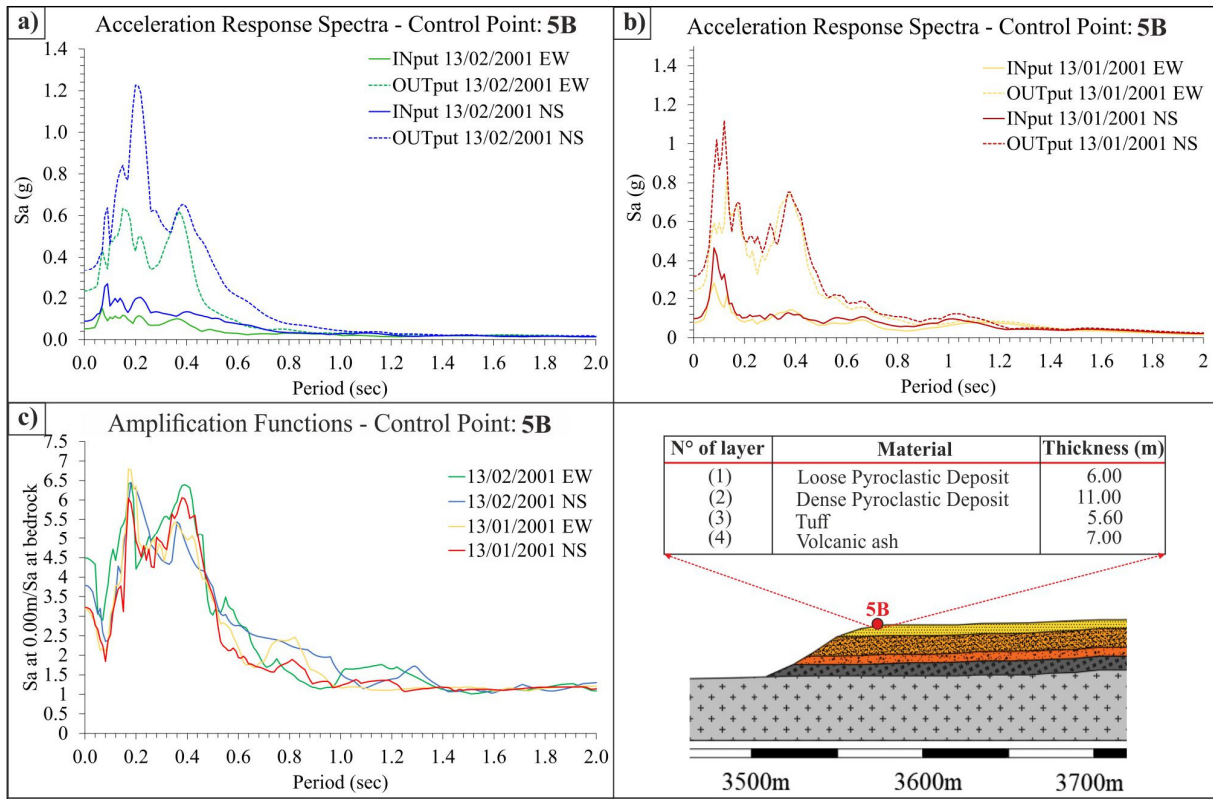 a)
Acceleration Response Spectra - Control Point: 5B
INput 13/02/2001 EW
OUTput 13/02/2001 EW
INput 13/02/2001 NS
OUTput 13/02/2001 NS
Sa (g)
1.4
1.2
1.0
0.8
0.6
0.4
0.2
0.0
0.0 0.2 0.4 0.6 0.8 1.0 1.2 1.4 1.6 1.8 2.0
Period (sec)
b)
Acceleration Response Spectra - Control Point: 5B
INput 13/01/2001 EW
OUTput 13/01/2001 EW
INput 13/01/2001 NS
OUTput 13/01/2001 NS
Sa (g)
1.4
1.2
1
0.8
0.6
0.4
0.2
0
0 0.2 0.4 0.6 0.8 1 1.2 1.4 1.6 1.8 2
Period (sec)
c)
Amplification Functions - Control Point: 5B
13/02/2001 EW
13/02/2001 NS
13/01/2001 EW
13/01/2001 NS
Sa at 0.00m/Sa at bedrock
7.5
7
6.5
6
5.5
5
4.5
4
3.5
3
2.5
2
1.5
1
0.5
0
0.0 0.2 0.4 0.6 0.8 1.0 1.2 1.4 1.6 1.8 2.0
Period (sec)
N° of layer Material Thickness (m)
(1) Loose Pyroclastic Deposit 6.00
(2) Dense Pyroclastic Deposit 11.00
(3) Tuff 5.60
(4) Volcanic ash 7.00
5B
3500m 3600m 3700m